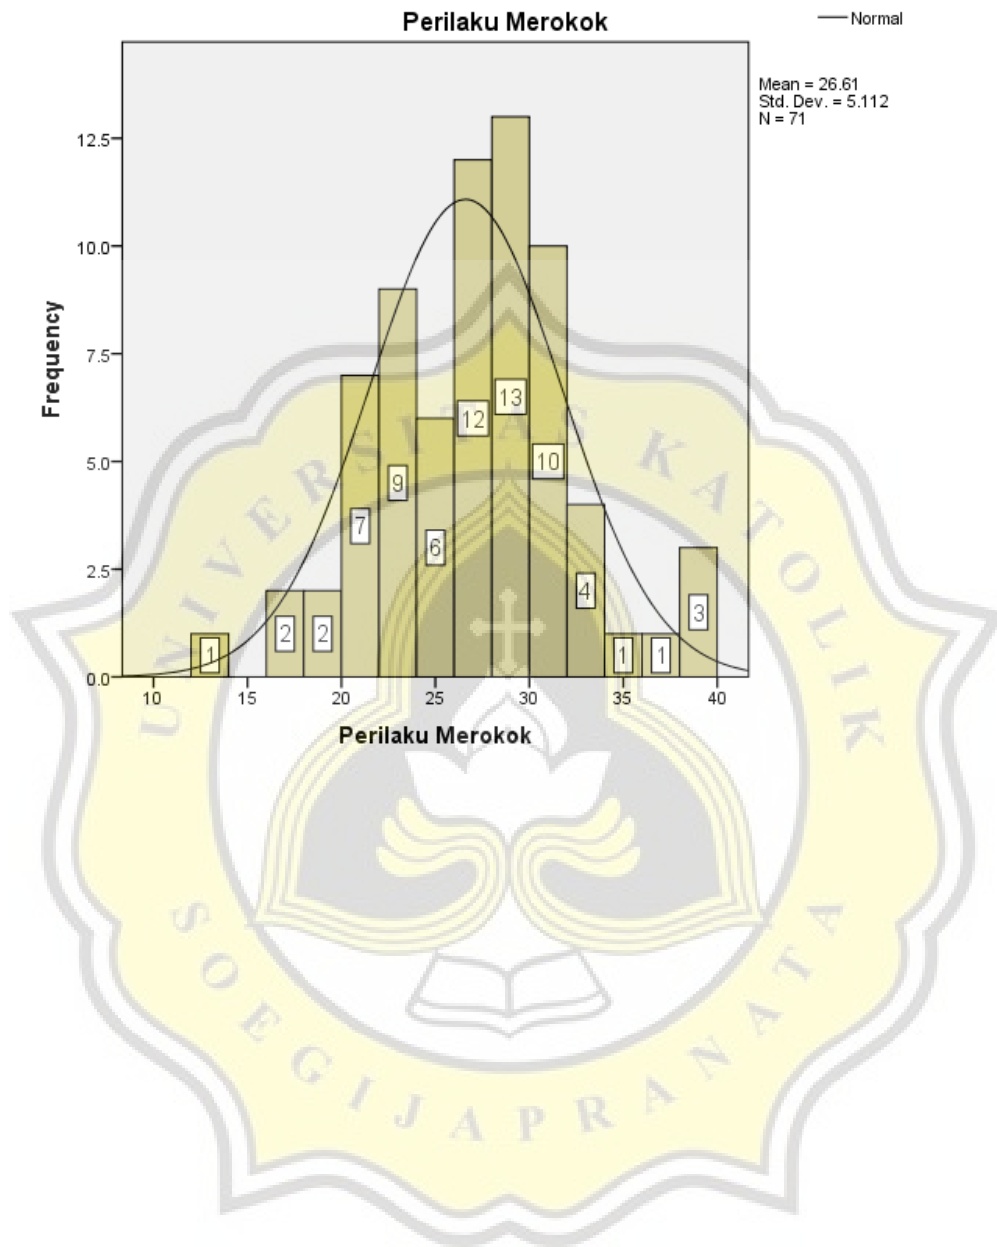 Perilaku Merokok
Normal
Mean = 26.61
Std. Dev. = 5.112
N = 71
12.5
10.0
7.5
5.0
2.5
0.0
Frequency
1
2
2
7
9
6
12
13
10
4
1
1
3
10 15 20 25 30 35 40
Perilaku Merokok
UNIVERSITAS KATOLIK
SOEGIJAPRANATA